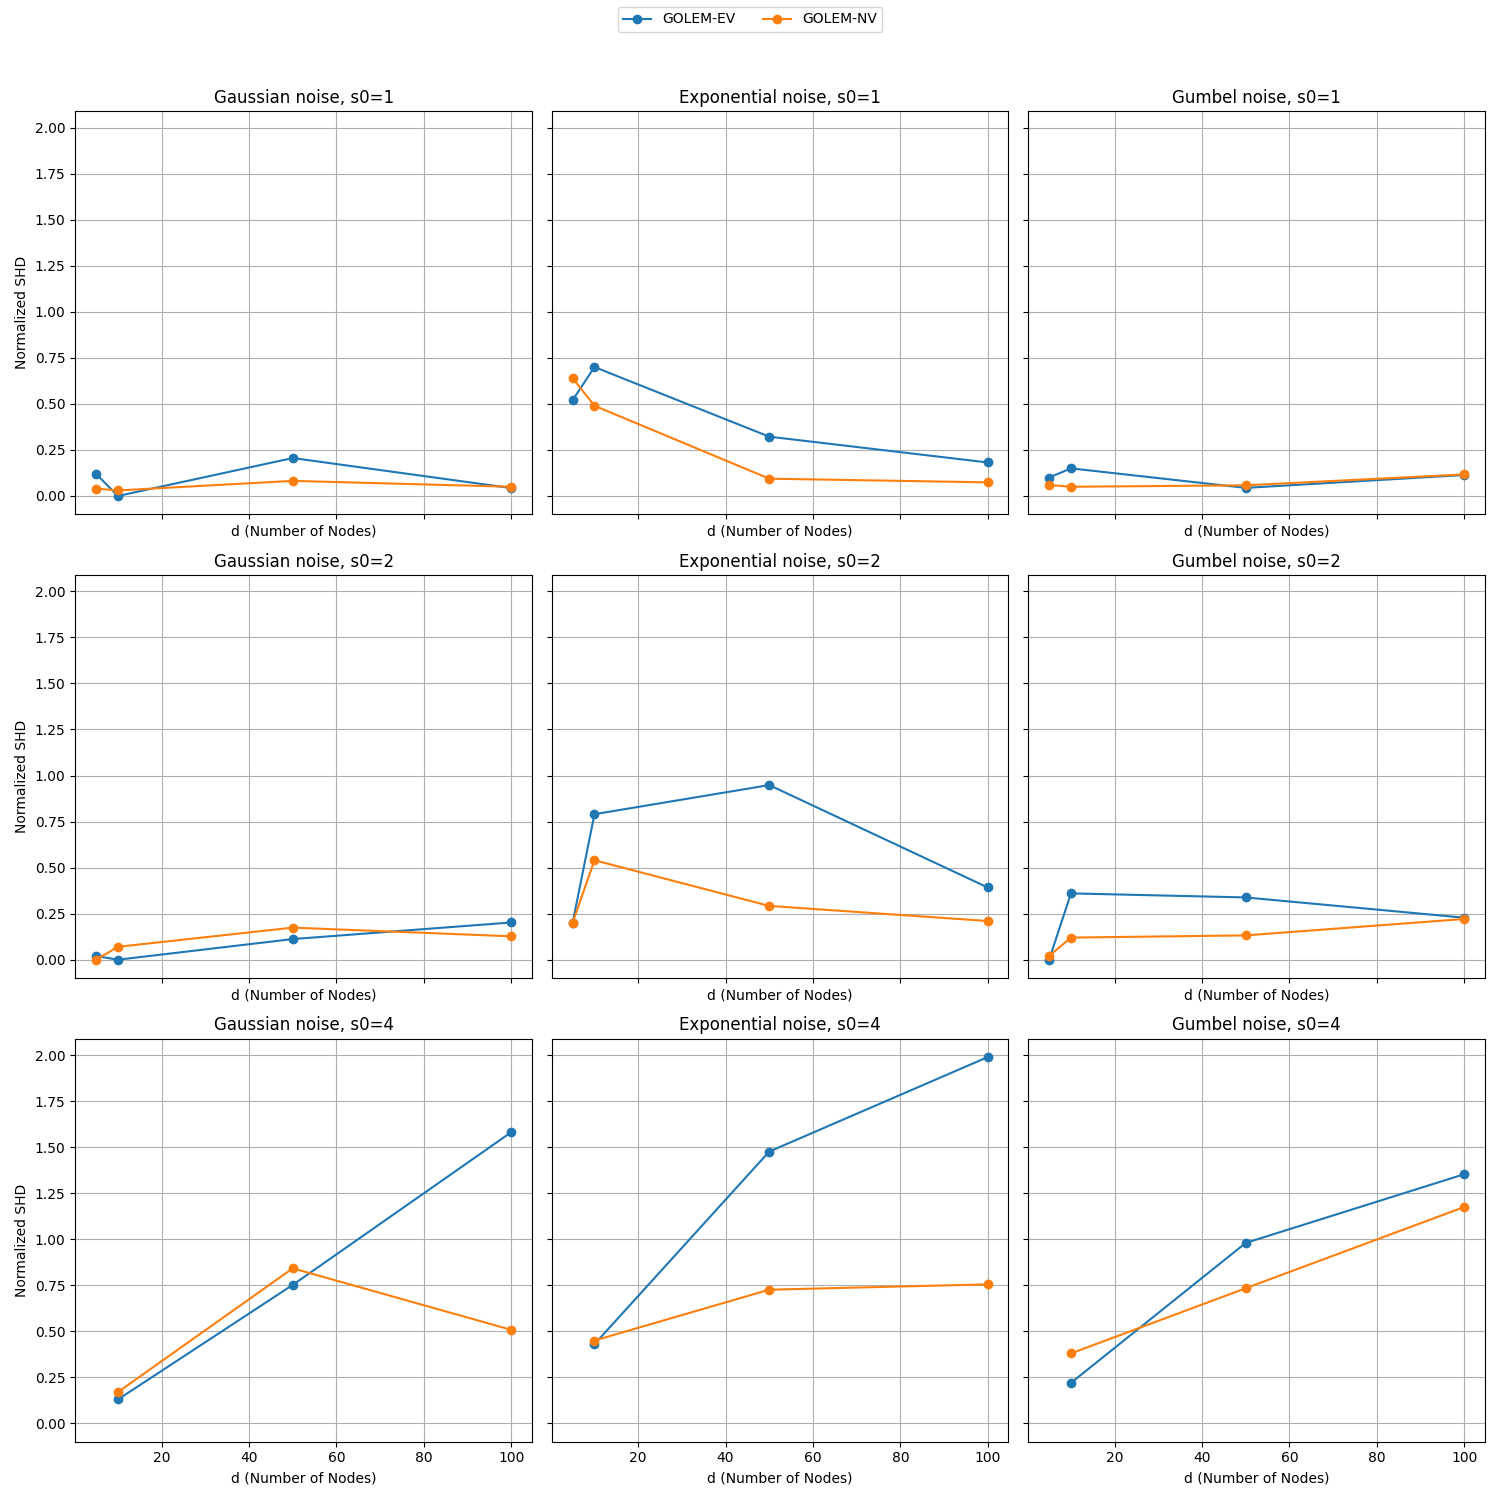 GOLEM-EV GOLEM-NV
Gaussian noise, s0=1 Exponential noise, s0=1 Gumbel noise, s0=1
2.00
1.75
1.50
1.25
1.00
0.75
0.50
0.25
0.00
Normalized SHD
d (Number of Nodes) d (Number of Nodes) d (Number of Nodes)
Gaussian noise, s0=2 Exponential noise, s0=2 Gumbel noise, s0=2
2.00
1.75
1.50
1.25
1.00
0.75
0.50
0.25
0.00
Normalized SHD
d (Number of Nodes) d (Number of Nodes) d (Number of Nodes)
Gaussian noise, s0=4 Exponential noise, s0=4 Gumbel noise, s0=4
2.00
1.75
1.50
1.25
1.00
0.75
0.50
0.25
0.00
Normalized SHD
20 40 60 80 100 20 40 60 80 100 20 40 60 80 100
d (Number of Nodes) d (Number of Nodes) d (Number of Nodes)